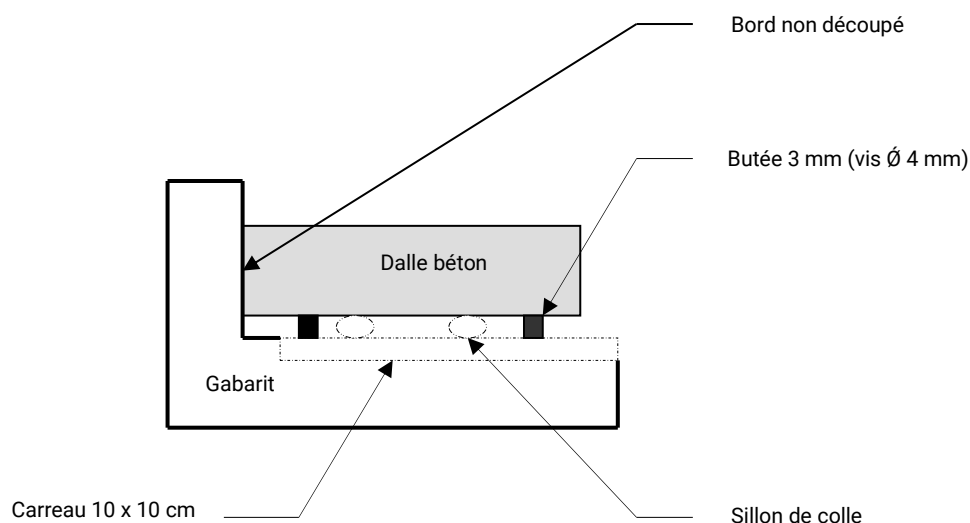 Bord non découpé
Butée 3 mm (vis Ǿ 4 mm)
Dalle béton
Gabarit
Carreau 10 x 10 cm
Sillon de colle